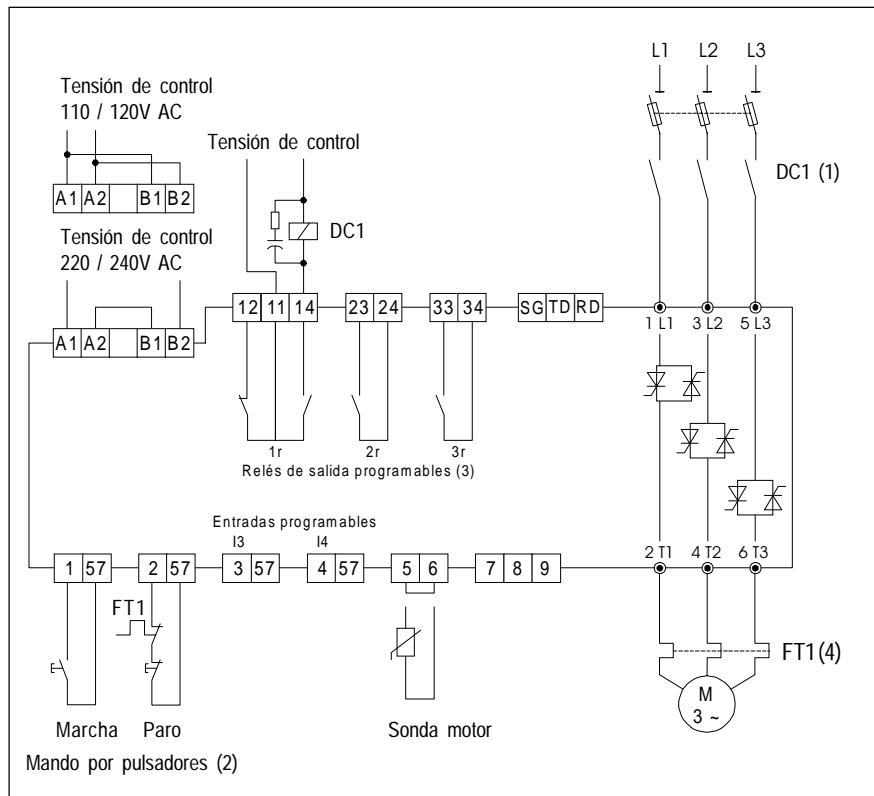 L1 L2 L3
Tensión de control
110 / 120V AC
Tensión de control
DC1 (1)
A1 A2 B1 B2
DC1
Tensión de control
220 / 240V AC
12 11 14 23 24 33 34 SG TD RD
1 L1 3 L2 5 L3
A1 A2 B1 B2
1r 2r 3r
Relés de salida programables (3)
Entradas programables
I3 I4
2 T1 4 T2 6 T3
1 57 2 57 3 57 4 57 5 6 7 8 9
FT1
FT1 (4)
M
3 ~
Marcha Paro Sonda motor
Mando por pulsadores (2)